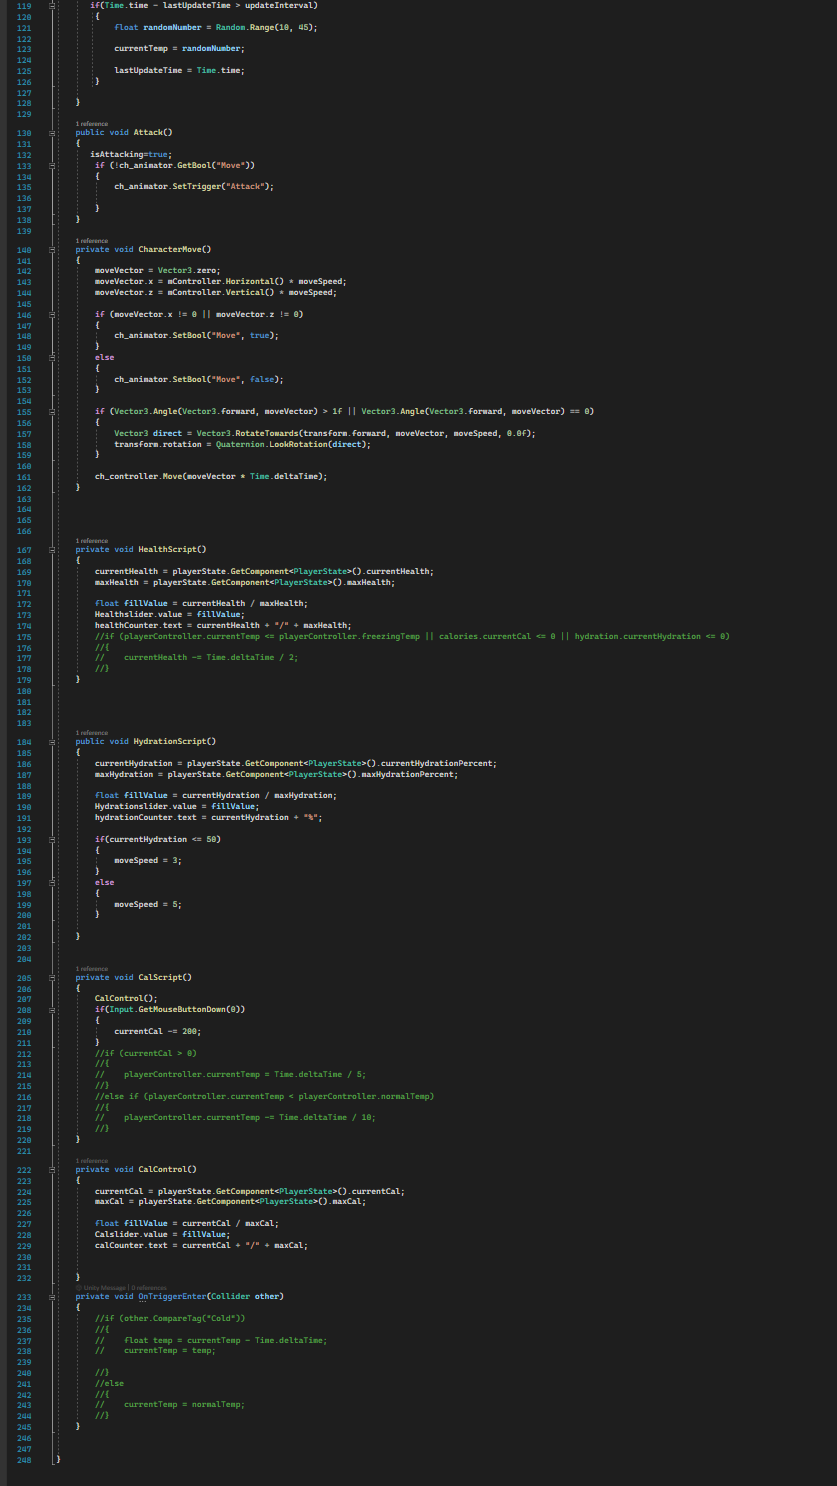 119 if(Time.time - lastUpdateTime > updateInterval)
120 {
121 float randomNumber = Random.Range(10, 45);
122
123 currentTemp = randomNumber;
124
125 lastUpdateTime = Time.time;
126 }
127
128 }
129
1 reference
130 public void Attack()
131 {
132 isAttacking=true;
133 if (!ch_animator.GetBool("Move"))
134 {
135 ch_animator.SetTrigger("Attack");
136
137 }
138 }
139
1 reference
140 private void CharacterMove()
141 {
142 moveVector = Vector3.zero;
143 moveVector.x = mController.Horizontal() * moveSpeed;
144 moveVector.z = mController.Vertical() * moveSpeed;
145
146 if (moveVector.x != 0 || moveVector.z != 0)
147 {
148 ch_animator.SetBool("Move", true);
149 }
150 else
151 {
152 ch_animator.SetBool("Move", false);
153 }
154
155 if (Vector3.Angle(Vector3.forward, moveVector) > 1f || Vector3.Angle(Vector3.forward, moveVector) == 0)
156 {
157 Vector3 direct = Vector3.RotateTowards(transform.forward, moveVector, moveSpeed, 0.0f);
158 transform.rotation = Quaternion.LookRotation(direct);
159 }
160
161 ch_controller.Move(moveVector * Time.deltaTime);
162 }
163
164
165
166
1 reference
167 private void HealthScript()
168 {
169 currentHealth = playerState.GetComponent<PlayerState>().currentHealth;
170 maxHealth = playerState.GetComponent<PlayerState>().maxHealth;
171
172 float fillValue = currentHealth / maxHealth;
173 Healthslider.value = fillValue;
174 healthCounter.text = currentHealth + "/" + maxHealth;
175 //if (playerController.currentTemp <= playerController.freezingTemp || calories.currentCal <= 0 || hydration.currentHydration <= 0)
176 //{
177 // currentHealth -= Time.deltaTime / 2;
178 //}
179 }
180
181
182
183
1 reference
184 public void HydrationScript()
185 {
186 currentHydration = playerState.GetComponent<PlayerState>().currentHydrationPercent;
187 maxHydration = playerState.GetComponent<PlayerState>().maxHydrationPercent;
188
189 float fillValue = currentHydration / maxHydration;
190 Hydrationslider.value = fillValue;
191 hydrationCounter.text = currentHydration + "%";
192
193 if(currentHydration <= 50)
194 {
195 moveSpeed = 3;
196 }
197 else
198 {
199 moveSpeed = 5;
200 }
201
202 }
203
204
1 reference
205 private void CalScript()
206 {
207 CalControl();
208 if(Input.GetMouseButtonDown(0))
209 {
210 currentCal -= 200;
211 }
212 //if (currentCal > 0)
213 //{
214 // playerController.currentTemp = Time.deltaTime / 5;
215 //}
216 //else if (playerController.currentTemp < playerController.normalTemp)
217 //{
218 // playerController.currentTemp -= Time.deltaTime / 10;
219 //}
220 }
221
1 reference
222 private void CalControl()
223 {
224 currentCal = playerState.GetComponent<PlayerState>().currentCal;
225 maxCal = playerState.GetComponent<PlayerState>().maxCal;
226
227 float fillValue = currentCal / maxCal;
228 Calslider.value = fillValue;
229 calCounter.text = currentCal + "/" + maxCal;
230
231
232 }
Unity Message | 0 references
233 private void OnTriggerEnter(Collider other)
234 {
235 //if (other.CompareTag("Cold"))
236 //{
237 // float temp = currentTemp - Time.deltaTime;
238 // currentTemp = temp;
239
240 //}
241 //else
242 //{
243 // currentTemp = normalTemp;
244 //}
245 }
246
247
248 }